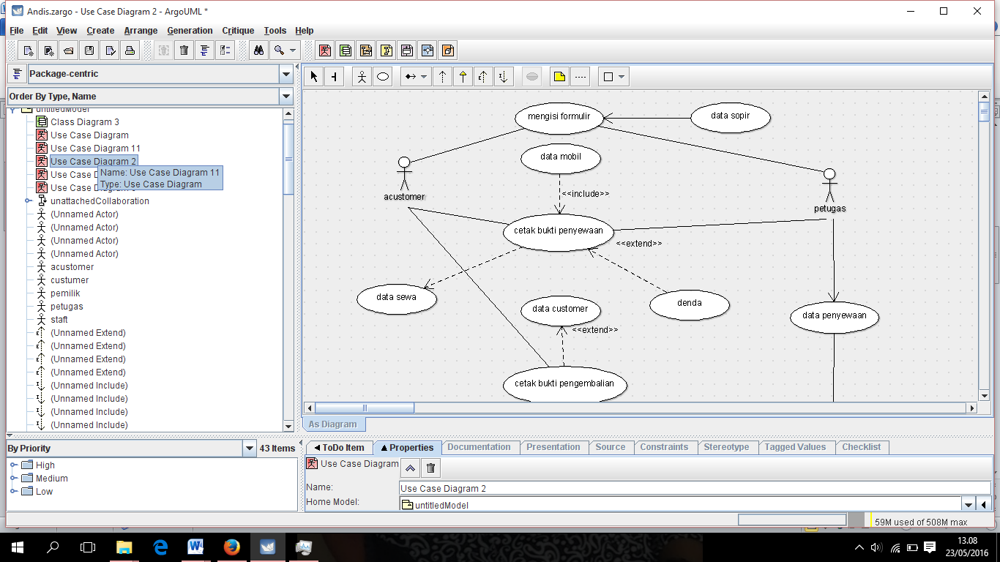 Andis.zargo - Use Case Diagram 2 - ArgoUML *
File Edit View Create Arrange Generation Critique Tools Help
Package-centric
Order By Type, Name
untitledModel
Class Diagram 3
Use Case Diagram
Use Case Diagram 11
Use Case Diagram 2
Use Case D
Use Case D
Name: Use Case Diagram 11
Type: Use Case Diagram
unattachedCollaboration
(Unnamed Actor)
(Unnamed Actor)
(Unnamed Actor)
(Unnamed Actor)
acustomer
custumer
pemilik
petugas
staft
(Unnamed Extend)
(Unnamed Extend)
(Unnamed Extend)
(Unnamed Extend)
(Unnamed Include)
(Unnamed Include)
(Unnamed Include)
(Unnamed Include)
mengisi formulir
data sopir
data mobil
<<include>>
acustomer
petugas
cetak bukti penyewaan
<<extend>>
data sewa
data customer
denda
data penyewaan
<<extend>>
cetak bukti pengembalian
As Diagram
By Priority
43 Items
High
Medium
Low
ToDo Item
Properties
Documentation
Presentation
Source
Constraints
Stereotype
Tagged Values
Checklist
Use Case Diagram
Name:
Use Case Diagram 2
Home Model:
untitledModel
59M used of 508M max
13.08
23/05/2016